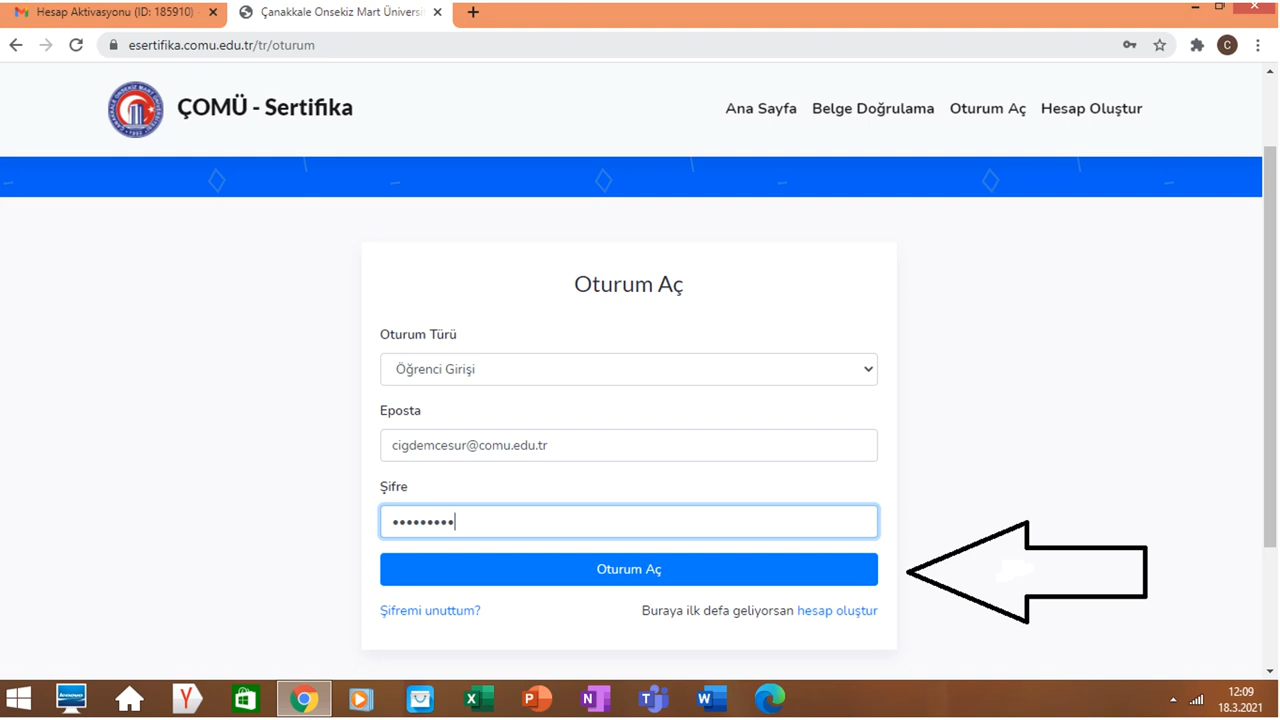 Hesap Aktivasyonu (ID: 185910)
Çanakkale Onsekiz Mart Üniversi
esertifika.comu.edu.tr/tr/oturum
C
ÇOMÜ - Sertifika
Ana Sayfa Belge Doğrulama Oturum Aç Hesap Oluştur
Oturum Aç
Oturum Türü
Öğrenci Girişi
Eposta
cigdemcesur@comu.edu.tr
Şifre
Oturum Aç
Şifremi unuttum? Buraya ilk defa geliyorsan hesap oluştur
12:09
18.3.2021